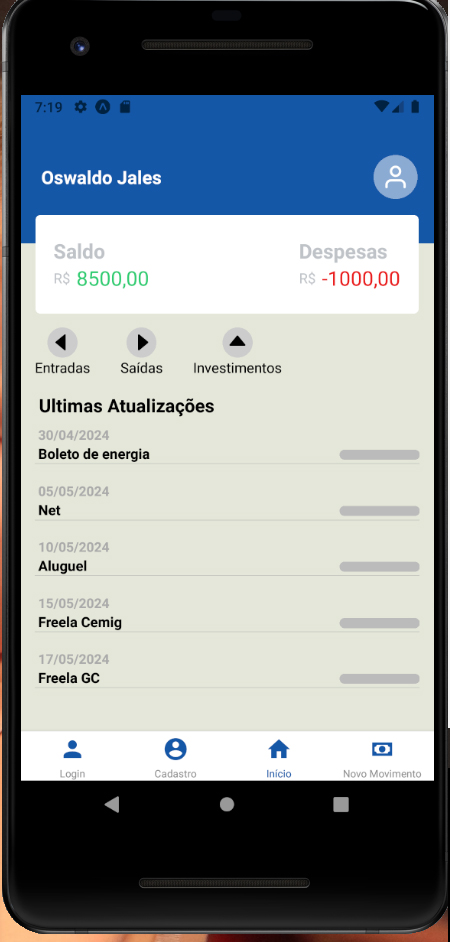 7:19
Oswaldo Jales
Saldo Despesas
R$ 8500,00 R$ -1000,00
Entradas Saídas Investimentos
Ultimas Atualizações
30/04/2024
Boleto de energia
05/05/2024
Net
10/05/2024
Aluguel
15/05/2024
Freela Cemig
17/05/2024
Freela GC
Login Cadastro Inicio Novo Movimento